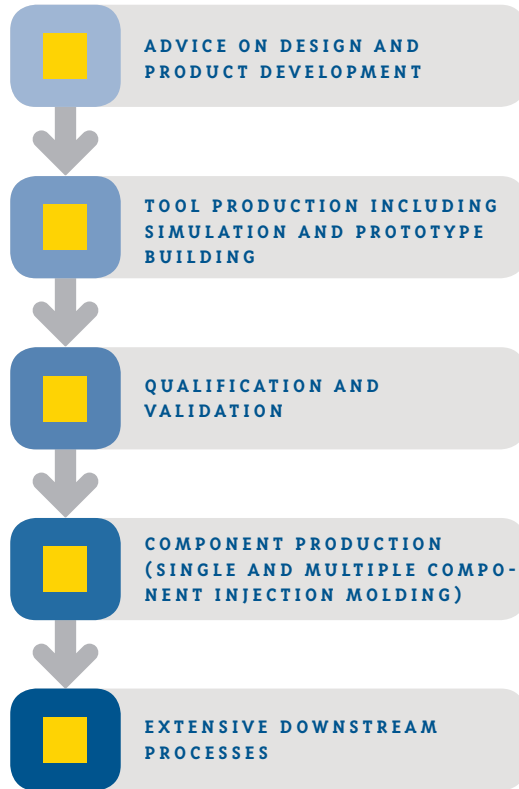 ADVICE ON DESIGN AND
PRODUCT DEVELOPMENT
TOOL PRODUCTION INCLUDING
SIMULATION AND PROTOTYPE
BUILDING
QUALIFICATION AND
VALIDATION
COMPONENT PRODUCTION
(SINGLE AND MULTIPLE COMPO-
NENT INJECTION MOLDING)
EXTENSIVE DOWNSTREAM
PROCESSES